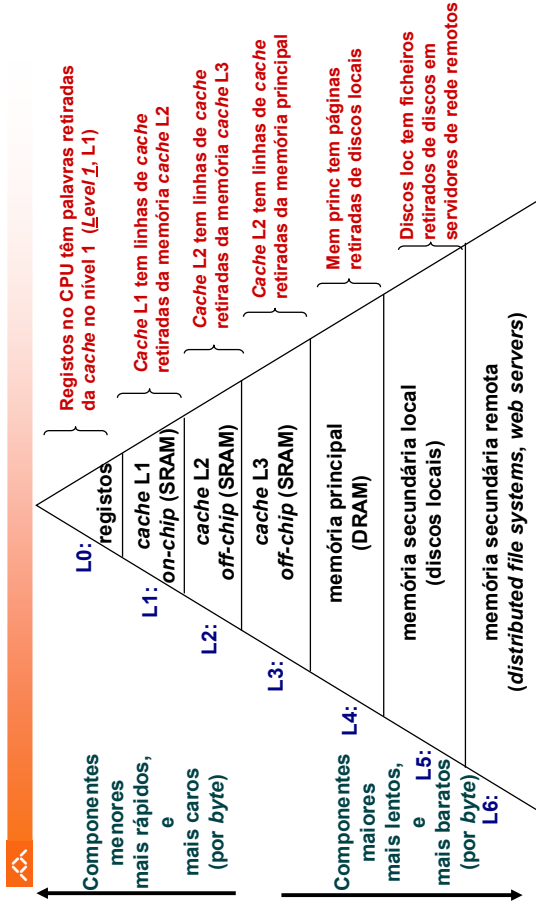 Componentes
menores
mais rápidos,
e
mais caros
(por byte)
Componentes
maiores
mais lentos,
e
mais baratos
(por byte)
L0:
registos
L1:
cache L1
on-chip (SRAM)
L2:
cache L2
off-chip (SRAM)
L3:
cache L3
off-chip (SRAM)
L4:
memória principal
(DRAM)
L5:
memória secundária local
(discos locais)
L6:
memória secundária remota
(distributed file systems, web servers)
Registos no CPU têm palavras retiradas
da cache no nível 1 (Level 1, L1)
Cache L1 tem linhas de cache
retiradas da memória cache L2
Cache L2 tem linhas de cache
retiradas da memória cache L3
Cache L2 tem linhas de cache
retiradas da memória principal
Mem princ tem páginas
retiradas de discos locais
Discos loc tem ficheiros
retirados de discos em
servidores de rede remotos